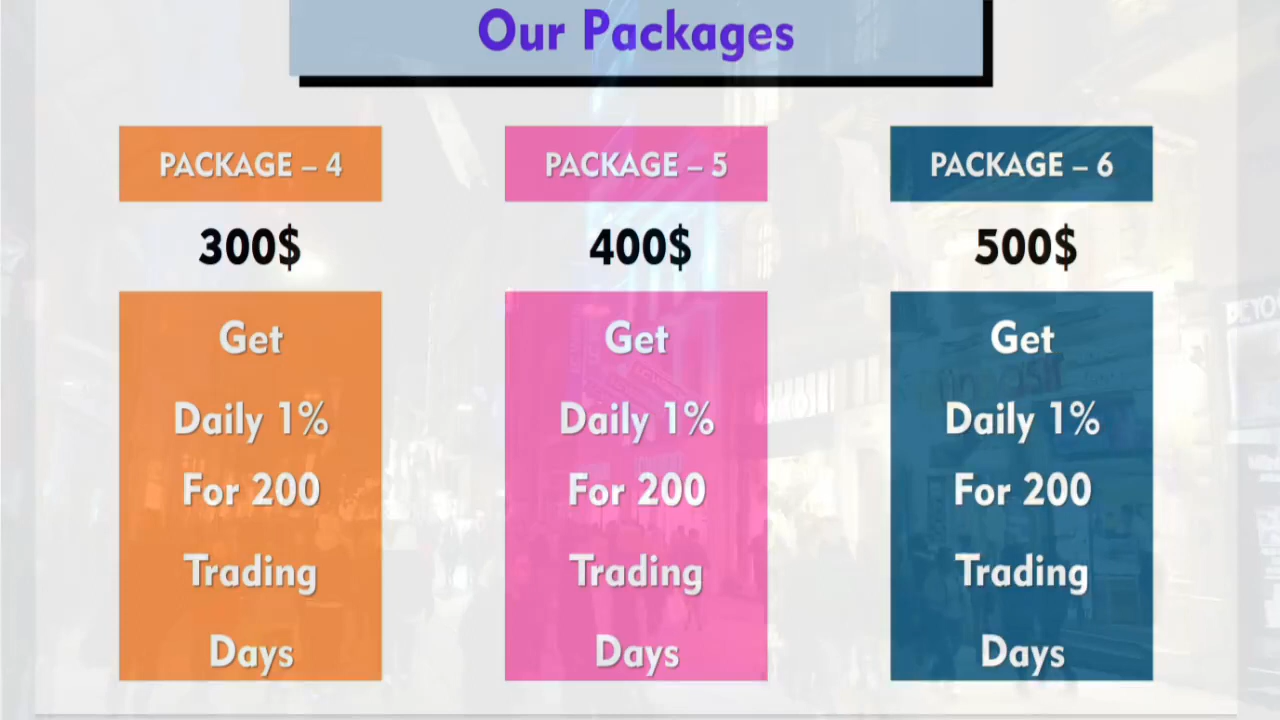 Our Packages
PACKAGE – 4
300$
Get
Daily 1%
For 200
Trading
Days
PACKAGE – 5
400$
Get
Daily 1%
For 200
Trading
Days
PACKAGE – 6
500$
Get
Daily 1%
For 200
Trading
Days